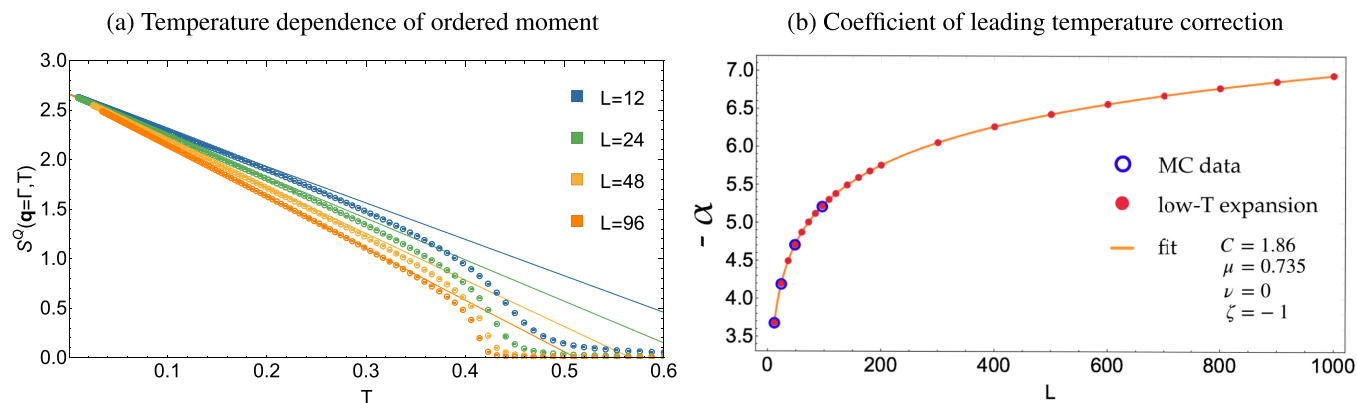 (a) Temperature dependence of ordered moment
3.0
2.5
2.0
1.5
1.0
0.5
0.0
S^Q(q=Γ,T)
0.1
0.2
0.3
0.4
0.5
0.6
T
L=12
L=24
L=48
L=96
(b) Coefficient of leading temperature correction
7.0
6.5
6.0
5.5
5.0
4.5
4.0
3.5
- α
0
200
400
600
800
1000
L
MC data
low-T expansion
fit
C = 1.86
μ = 0.735
ν = 0
ζ = − 1